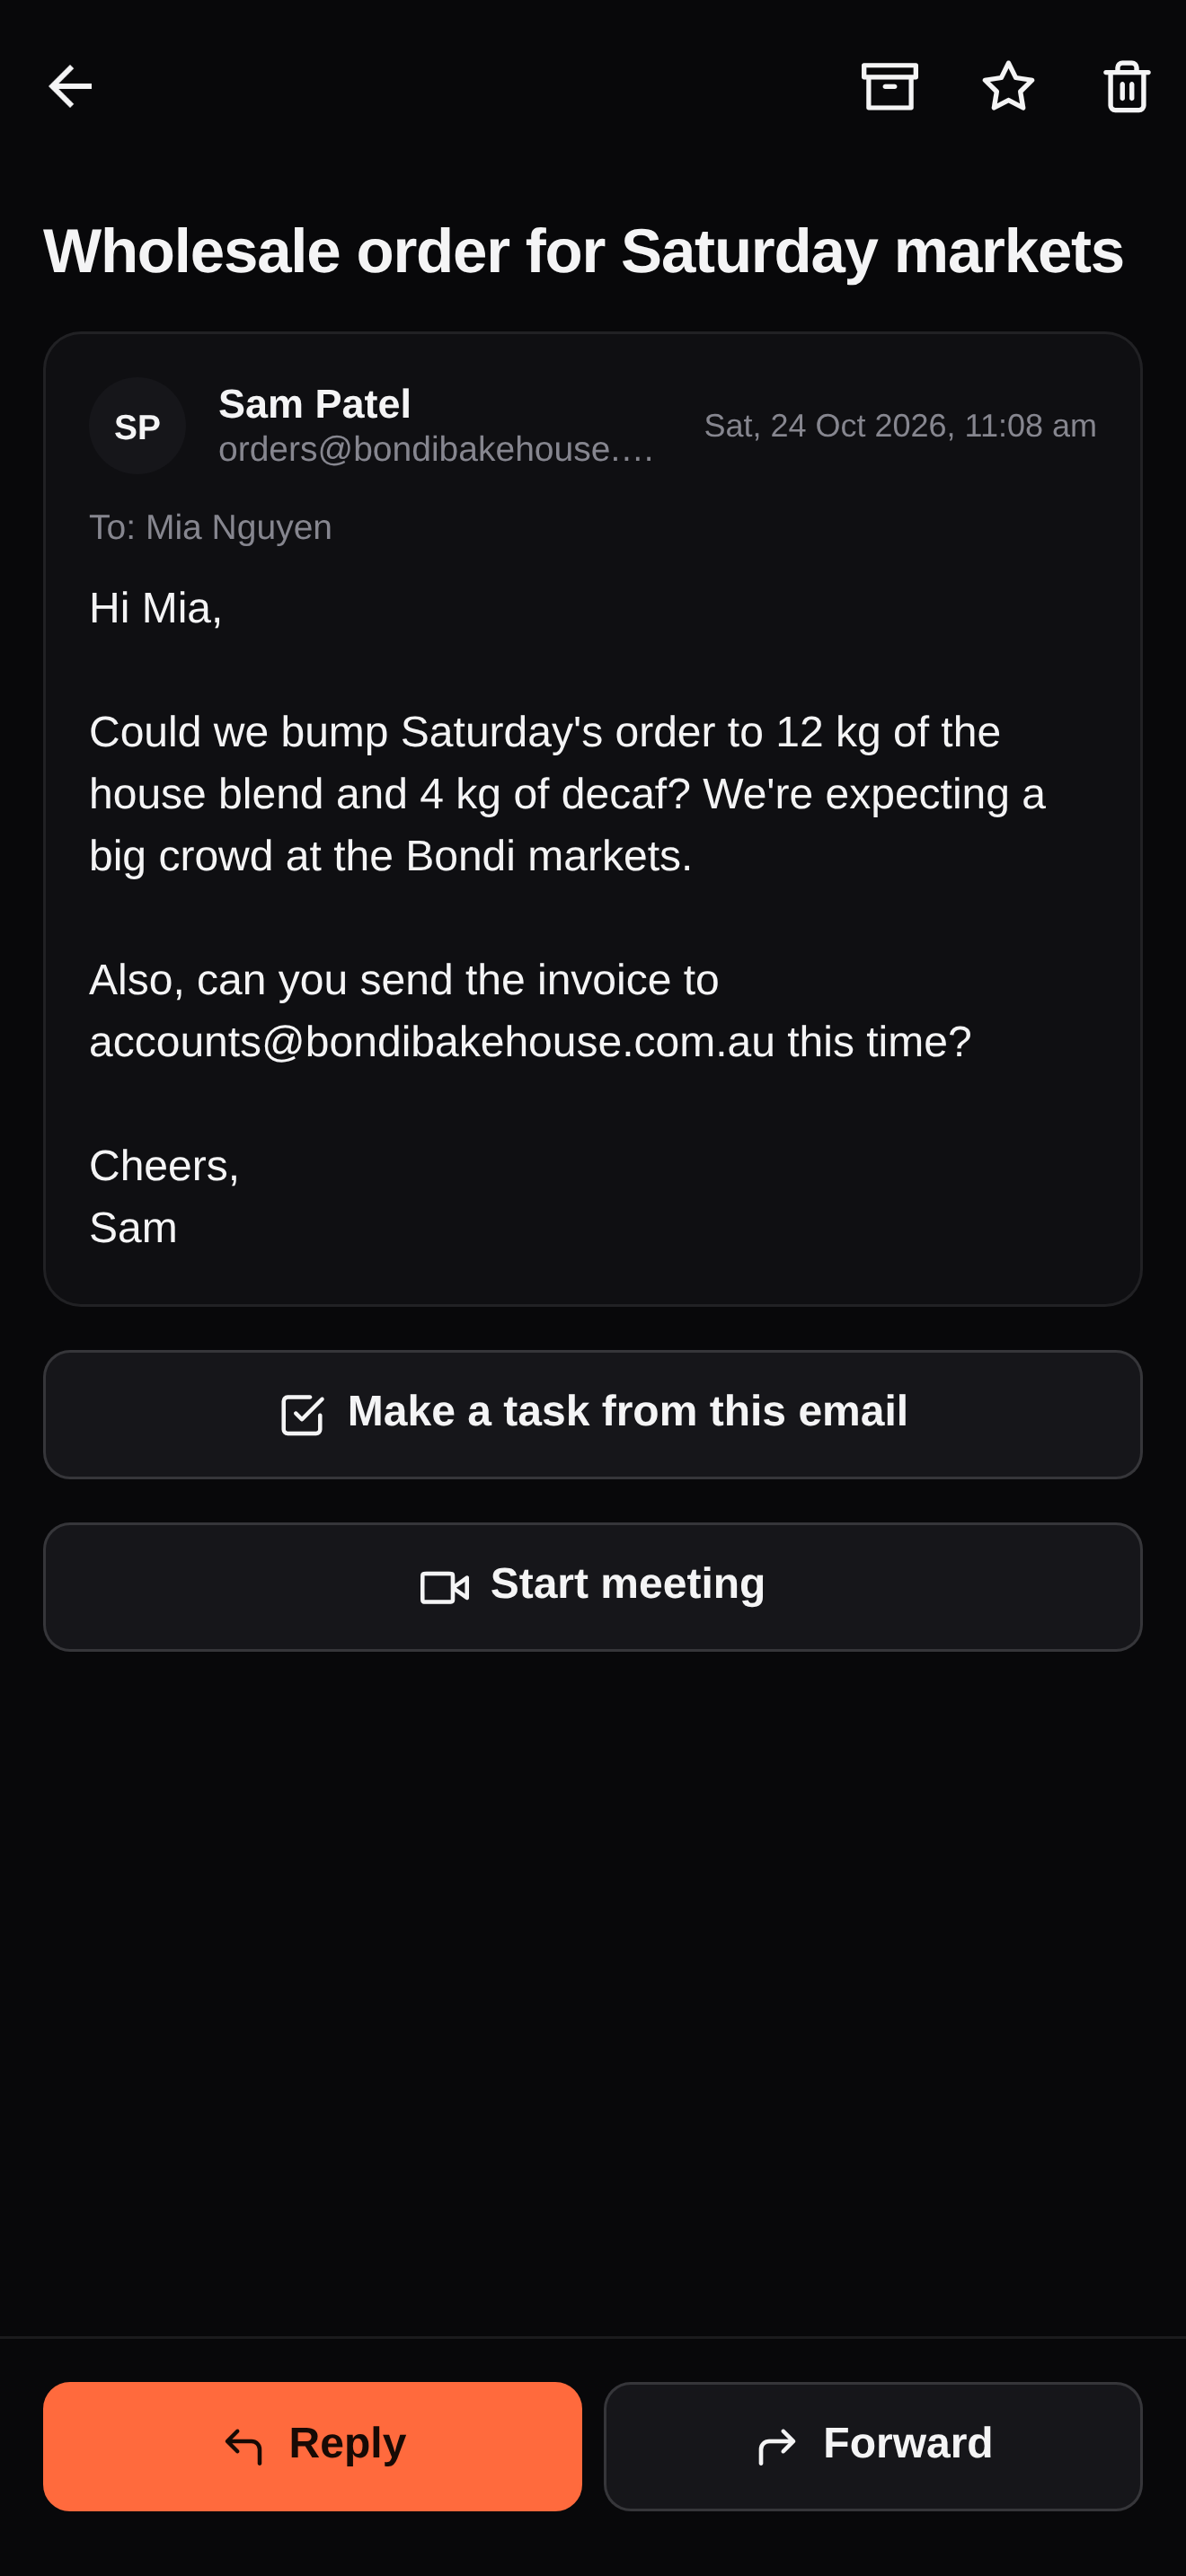 Wholesale order for Saturday markets
SP
Sam Patel
orders@bondibakehouse.…
Sat, 24 Oct 2026, 11:08 am
To: Mia Nguyen
Hi Mia,
Could we bump Saturday's order to 12 kg of the
house blend and 4 kg of decaf? We're expecting a
big crowd at the Bondi markets.
Also, can you send the invoice to
accounts@bondibakehouse.com.au this time?
Cheers,
Sam
Make a task from this email
Start meeting
Reply
Forward